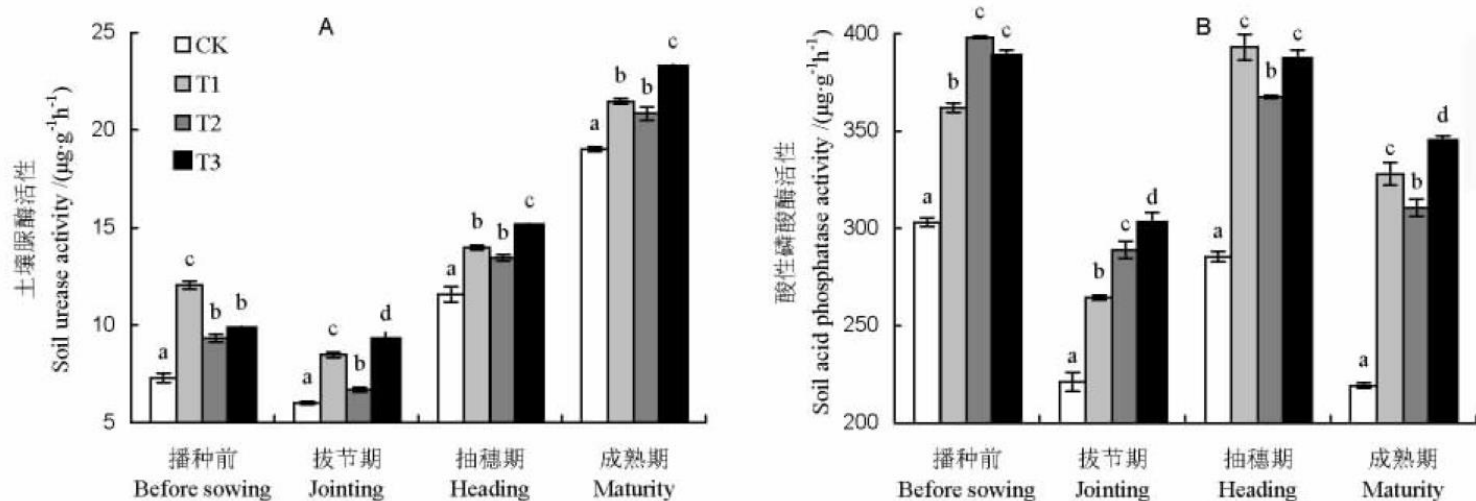 土壤脲酶活性
Soil urease activity /(μg·g⁻¹h⁻¹)
25
20
15
10
5
A
CK
T1
T2
T3
a
c
b
b
a
c
b
d
a
b
b
c
a
b
b
c
播种前
拔节期
抽穗期
成熟期
Before sowing
Jointing
Heading
Maturity
酸性磷酸酶活性
Soil acid phosphatase activity /(μg·g⁻¹h⁻¹)
400
350
300
250
200
B
a
b
c
c
a
b
c
d
a
c
b
c
a
c
b
d
播种前
拔节期
抽穗期
成熟期
Before sowing
Jointing
Heading
Maturity